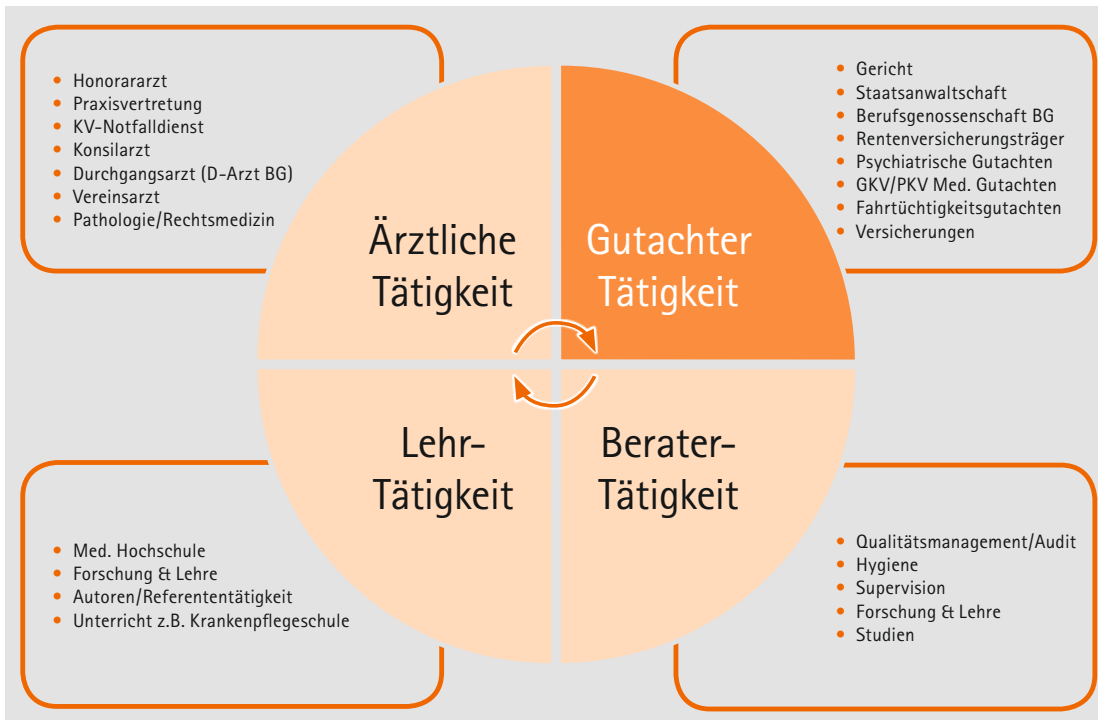 Honorararzt
Praxisvertretung
KV-Notfalldienst
Konsilarzt
Durchgangsarzt (D-Arzt BG)
Vereinsarzt
Pathologie/Rechtsmedizin
Gericht
Staatsanwaltschaft
Berufsgenossenschaft BG
Rentenversicherungsträger
Psychiatrische Gutachten
GKV/PKV Med. Gutachten
Fahrtüchtigkeitsgutachten
Versicherungen
Ärztliche
Tätigkeit
Gutachter
Tätigkeit
Lehr-
Tätigkeit
Berater-
Tätigkeit
Med. Hochschule
Forschung & Lehre
Autoren/Referententätigkeit
Unterricht z.B. Krankenpflegeschule
Qualitätsmanagement/Audit
Hygiene
Supervision
Forschung & Lehre
Studien